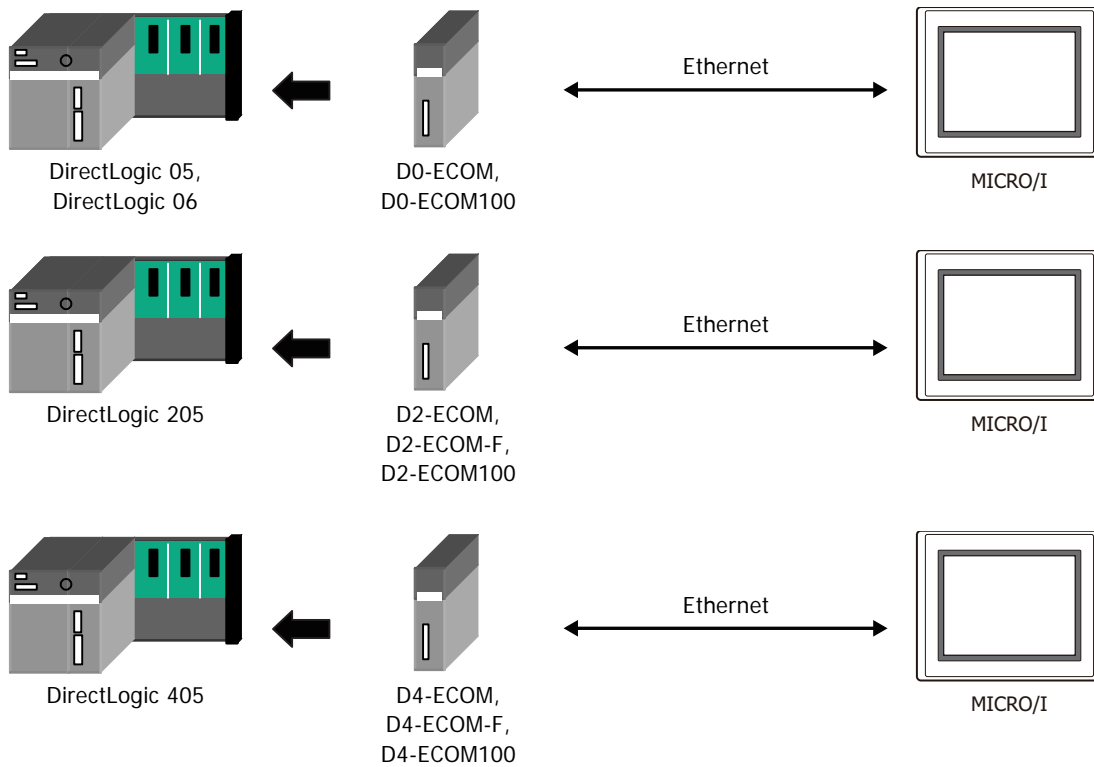 Ethernet
DirectLogic 05,
DirectLogic 06
D0-ECOM,
D0-ECOM100
MICRO/I
Ethernet
DirectLogic 205
D2-ECOM,
D2-ECOM-F,
D2-ECOM100
MICRO/I
Ethernet
DirectLogic 405
D4-ECOM,
D4-ECOM-F,
D4-ECOM100
MICRO/I